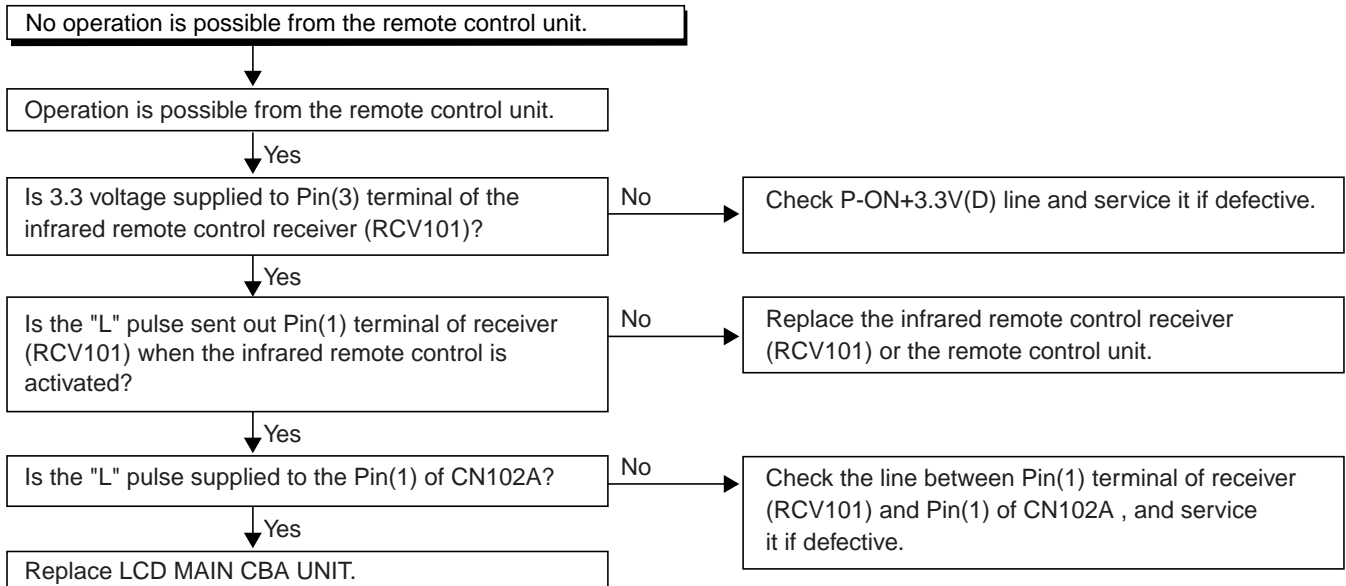 No operation is possible from the remote control unit.
Operation is possible from the remote control unit.
Yes
Is 3.3 voltage supplied to Pin(3) terminal of the
infrared remote control receiver (RCV101)?
No
Check P-ON+3.3V(D) line and service it if defective.
Yes
Is the "L" pulse sent out Pin(1) terminal of receiver
(RCV101) when the infrared remote control is
activated?
No
Replace the infrared remote control receiver
(RCV101) or the remote control unit.
Yes
Is the "L" pulse supplied to the Pin(1) of CN102A?
No
Check the line between Pin(1) terminal of receiver
(RCV101) and Pin(1) of CN102A , and service
it if defective.
Yes
Replace LCD MAIN CBA UNIT.